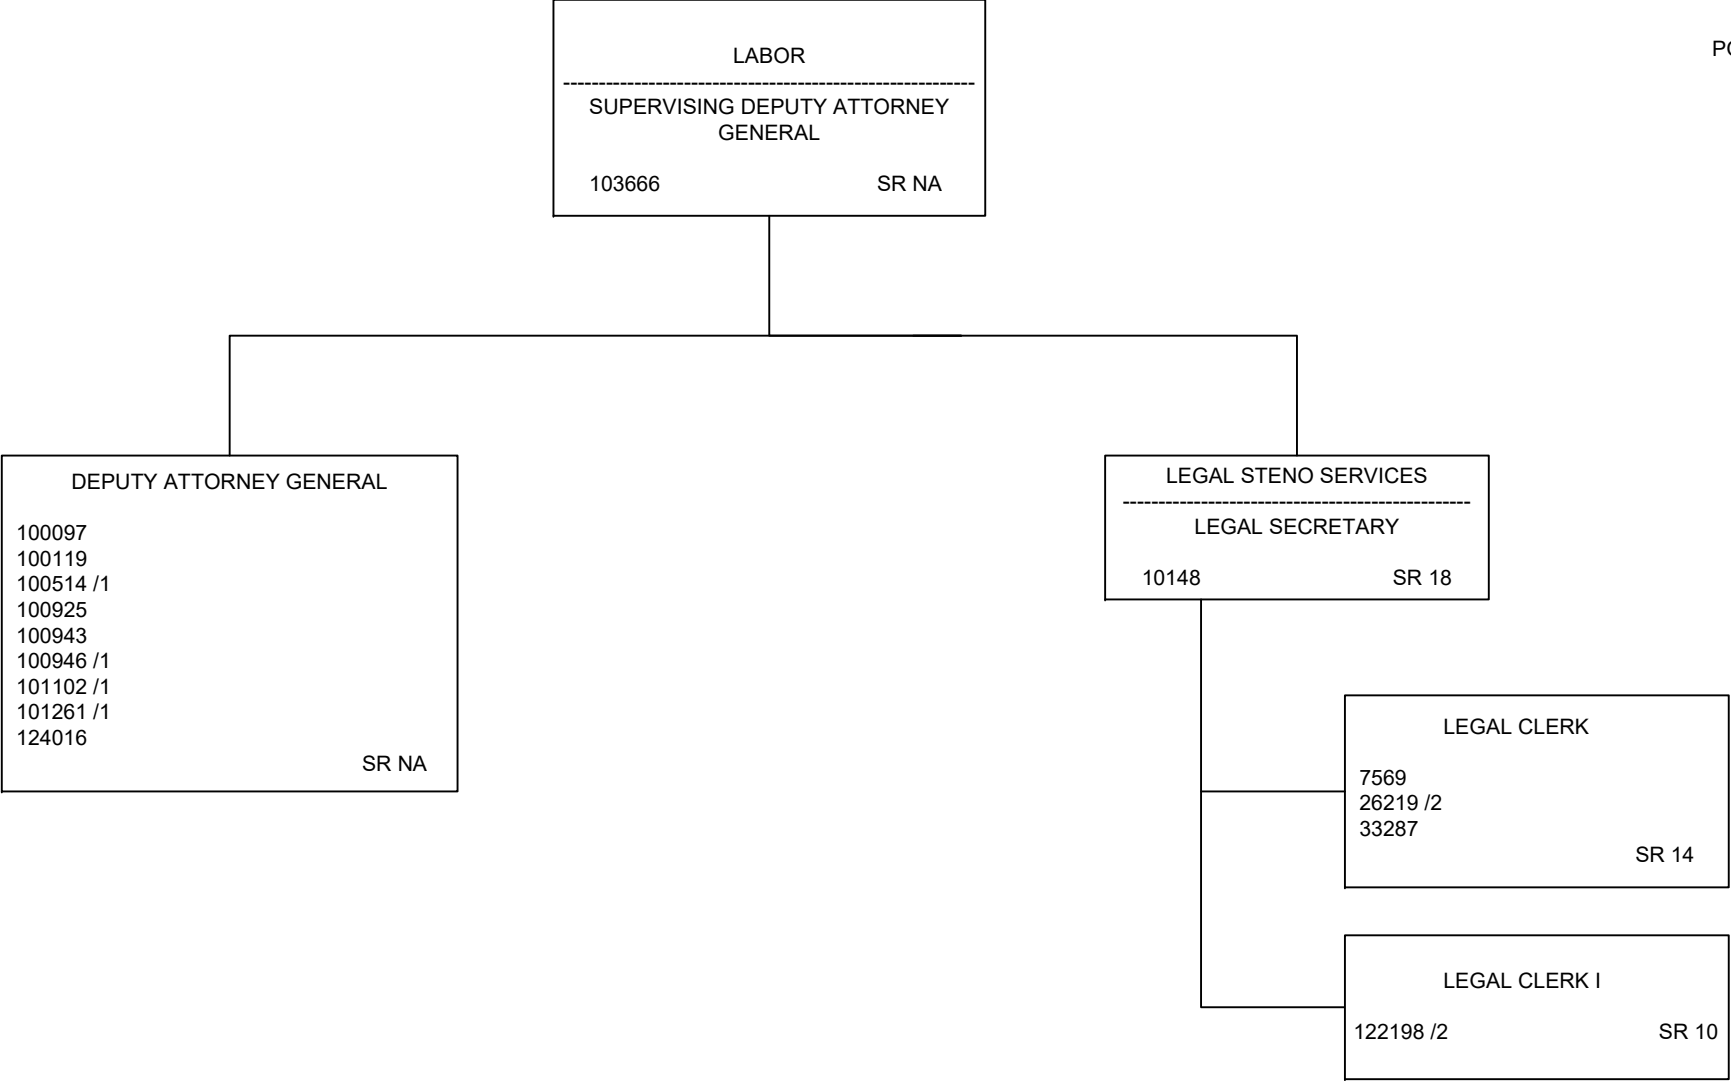 LABOR
SUPERVISING DEPUTY ATTORNEY
GENERAL
103666 SR NA
DEPUTY ATTORNEY GENERAL
100097
100119
100514 /1
100925
100943
100946 /1
101102 /1
101261 /1
124016
SR NA
LEGAL STENO SERVICES
LEGAL SECRETARY
10148 SR 18
LEGAL CLERK
7569
26219 /2
33287
SR 14
LEGAL CLERK I
122198 /2 SR 10